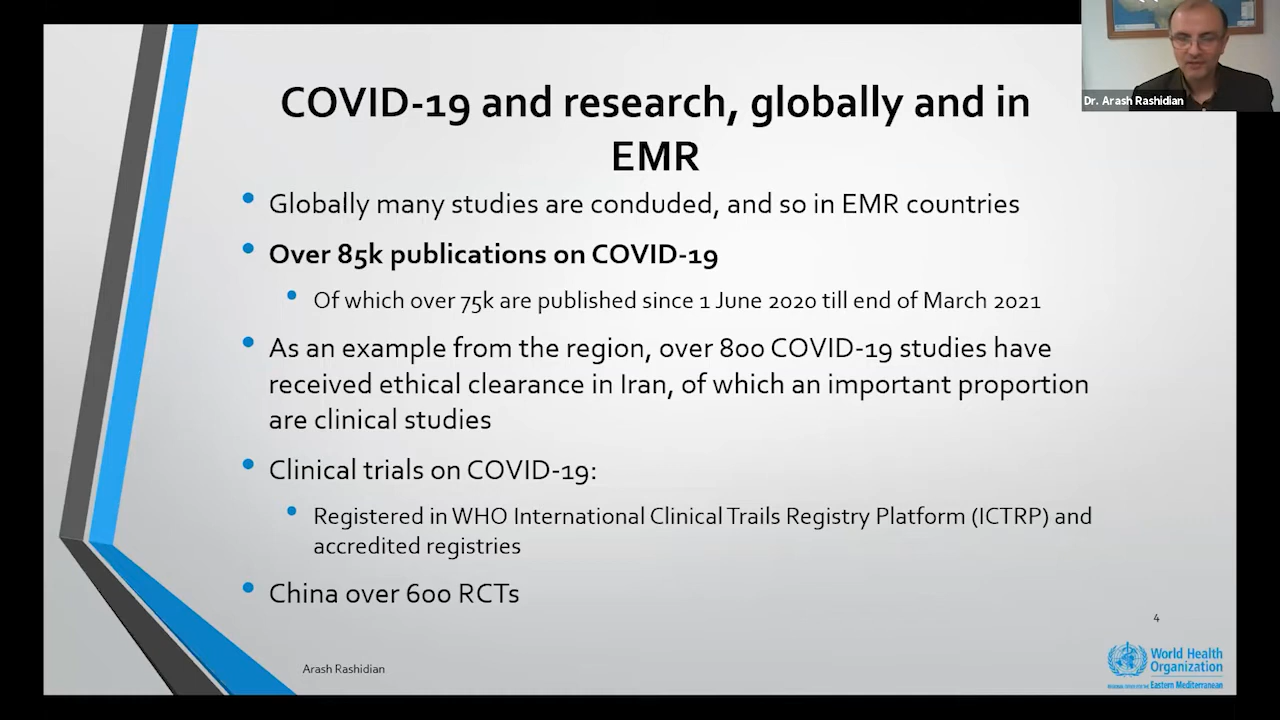 COVID-19 and research, globally and in
EMR
Globally many studies are conduded, and so in EMR countries
Over 85k publications on COVID-19
Of which over 75k are published since 1 June 2020 till end of March 2021
As an example from the region, over 800 COVID-19 studies have
received ethical clearance in Iran, of which an important proportion
are clinical studies
Clinical trials on COVID-19:
Registered in WHO International Clinical Trails Registry Platform (ICTRP) and
accredited registries
China over 600 RCTs
4
Arash Rashidian
World Health
Organization
REGIONAL OFFICE FOR THE Eastern Mediterranean
Dr. Arash Rashidian